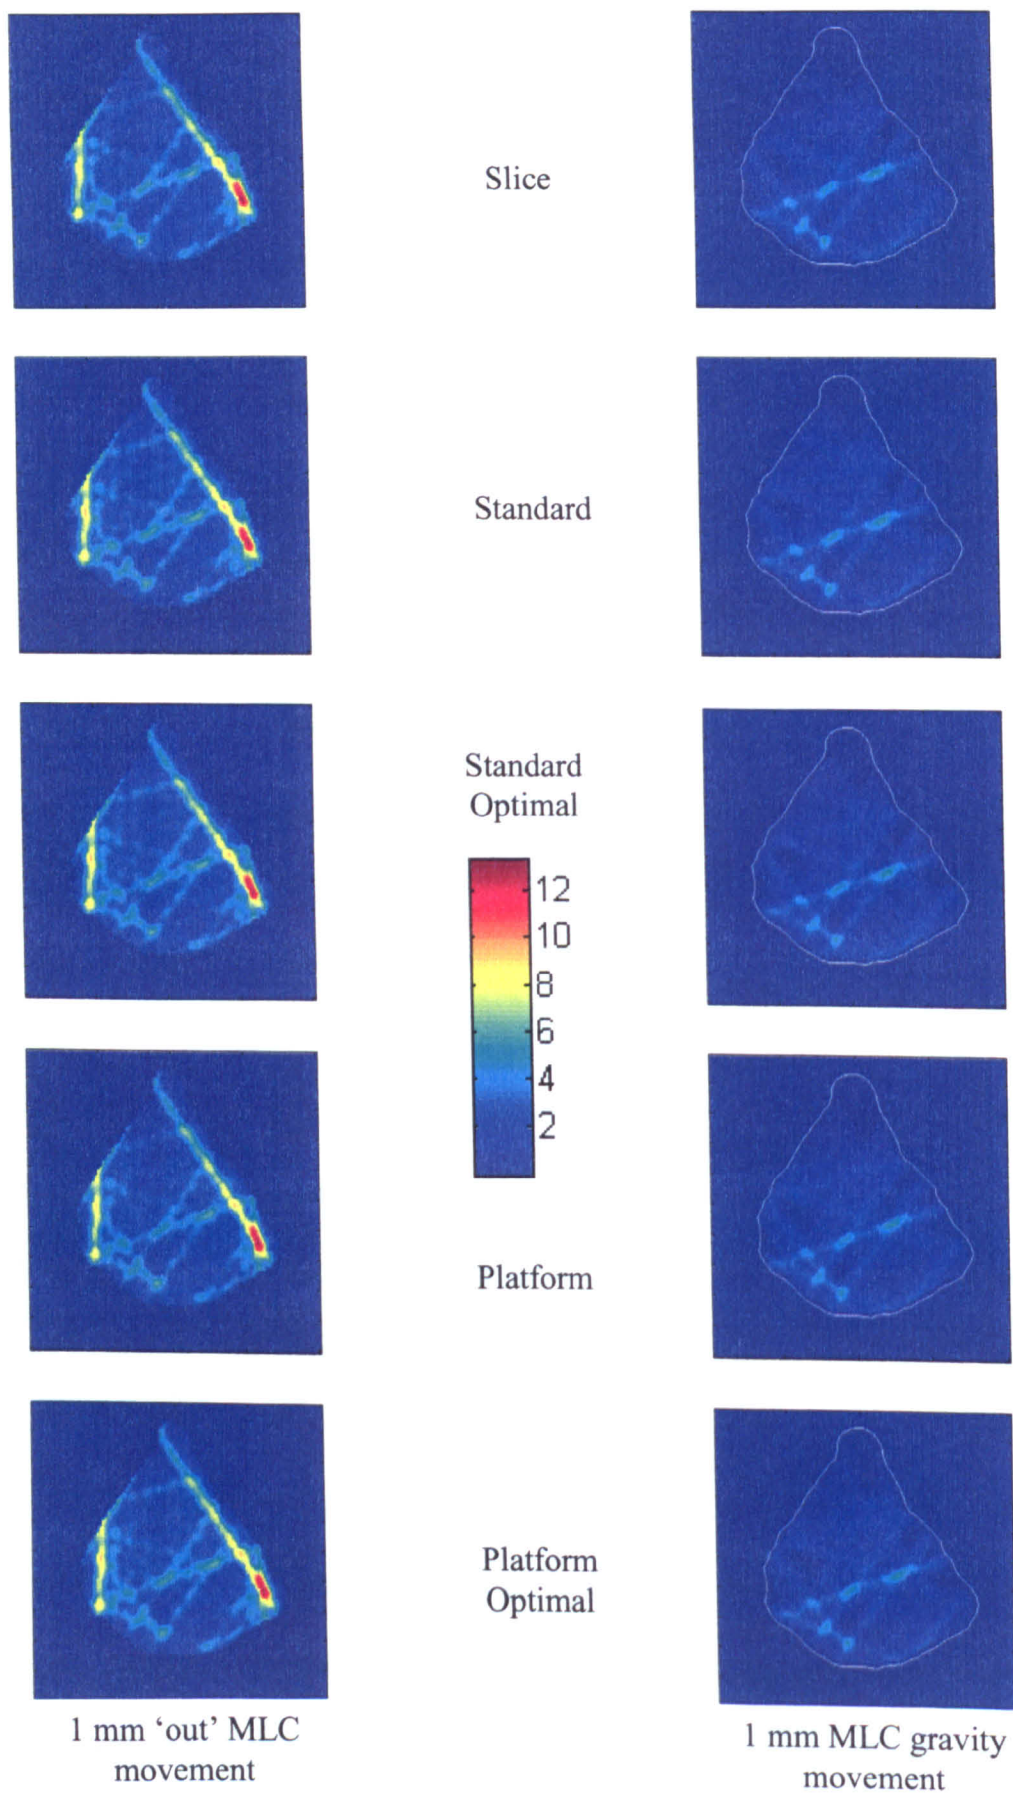 Slice
Standard
Standard
Optimal
12
10
8
6
4
2
Platform
Platform
Optimal
1 mm ‘out’ MLC
movement
1 mm MLC gravity
movement